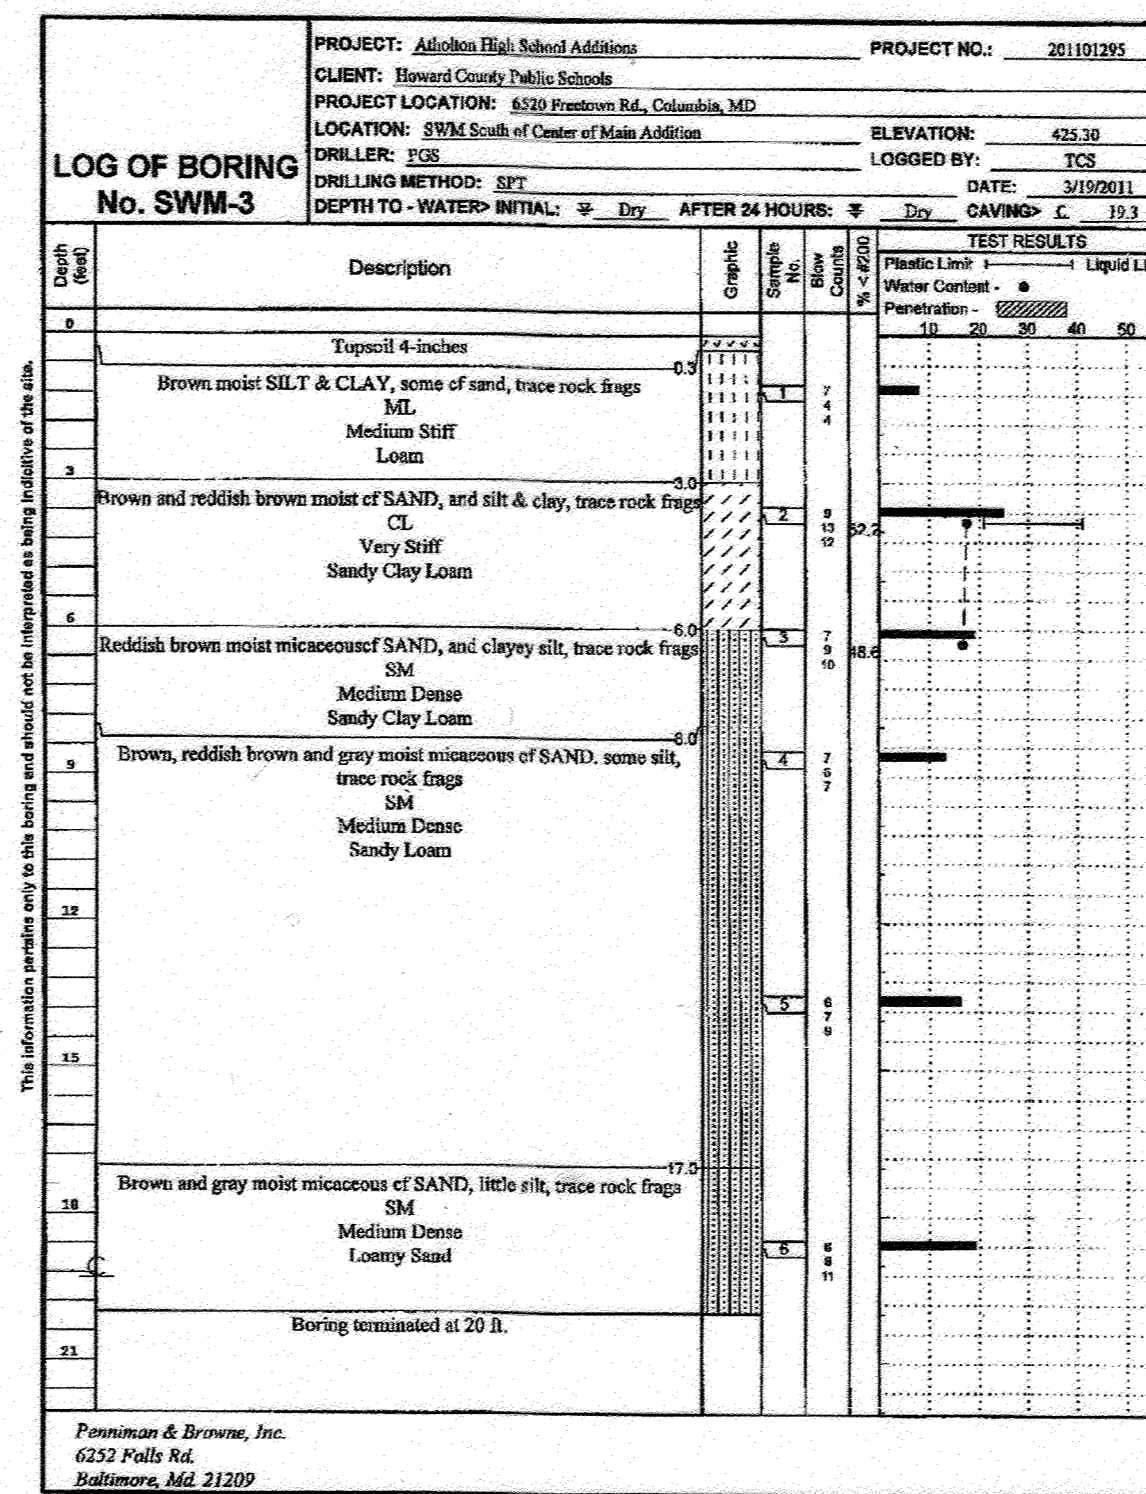 LOG OF BORING
No. SWM-3
PROJECT: Atholton High School Additions PROJECT NO.: 201101295
CLIENT: Howard County Public Schools
PROJECT LOCATION: 6520 Freetown Rd., Columbia, MD
LOCATION: SWM South of Center of Main Addition ELEVATION: 425.30
DRILLER: PGS LOGGED BY: TCS
DRILLING METHOD: SPT DATE: 3/19/2011
DEPTH TO - WATER> INITIAL: Dry AFTER 24 HOURS: Dry CAVING> C 19.3
Depth (feet) Description Graphic Sample No. Blow Counts % < #200 TEST RESULTS
Plastic Limit Liquid Li
Water Content -
Penetration -
10 20 30 40 50
0
Topsoil 4-inches
0.3
Brown moist SILT & CLAY, some cf sand, trace rock frags
ML
Medium Stiff
Loam
1 7 4 4
3
3.0
Brown and reddish brown moist cf SAND, and silt & clay, trace rock frags
CL
Very Stiff
Sandy Clay Loam
2 9 13 12 52.2
6
6.0
Reddish brown moist micaceouscf SAND, and clayey silt, trace rock frags
SM
Medium Dense
Sandy Clay Loam
3 7 9 10 48.6
8.0
Brown, reddish brown and gray moist micaceous cf SAND, some silt,
trace rock frags
SM
Medium Dense
Sandy Loam
9
4 7 6 7
12
5 6 7 9
15
17.0
Brown and gray moist micaceous cf SAND, little silt, trace rock frags
SM
Medium Dense
Loamy Sand
18
6 8 11
C
Boring terminated at 20 ft.
21
This information pertains only to this boring and should not be interpreted as being indicitive of the site.
Penniman & Browne, Inc.
6252 Falls Rd.
Baltimore, Md. 21209